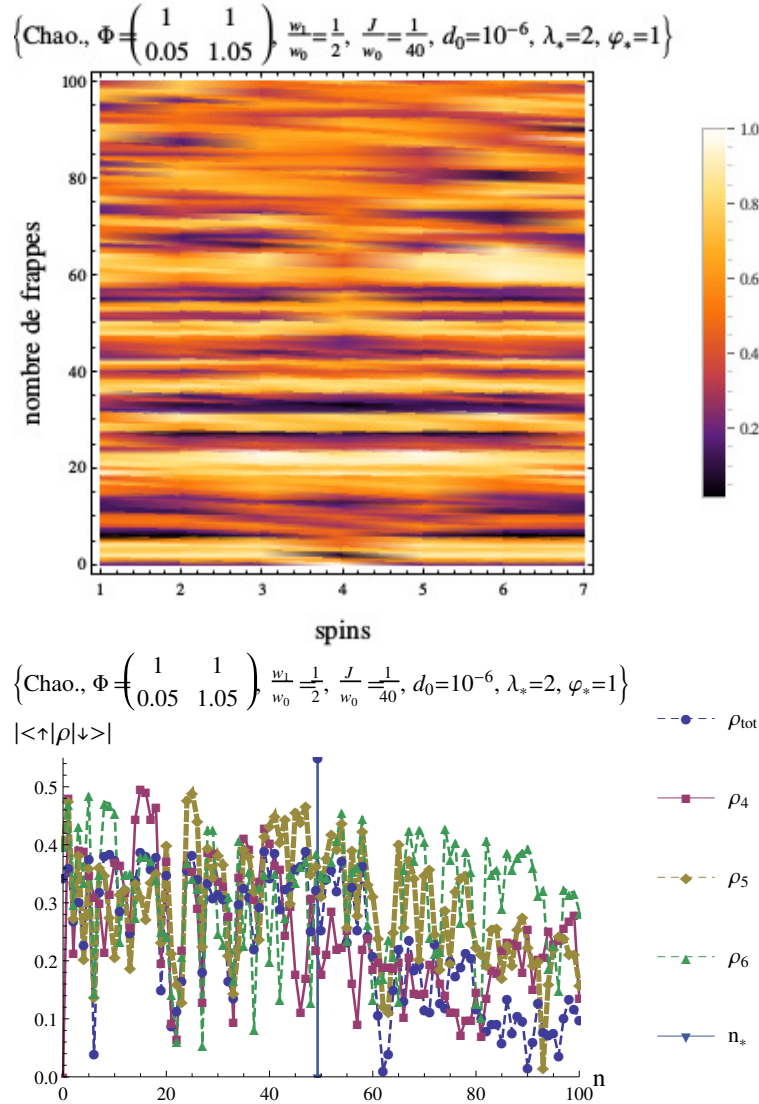 {Chao., Φ=(1 1
0.05 1.05), w₁/w₀=1/2, J/w₀=1/40, d₀=10⁻⁶, λ*=2, φ*=1}
100
80
60
40
20
0
nombre de frappes
1 2 3 4 5 6 7
spins
1.0
0.8
0.6
0.4
0.2
{Chao., Φ=(1 1
0.05 1.05), w₁/w₀=1/2, J/w₀=1/40, d₀=10⁻⁶, λ*=2, φ*=1}
|<↑|ρ|↓>|
0.5
0.4
0.3
0.2
0.1
0.0
0 20 40 60 80 100 n
ρtot
ρ₄
ρ₅
ρ₆
n*